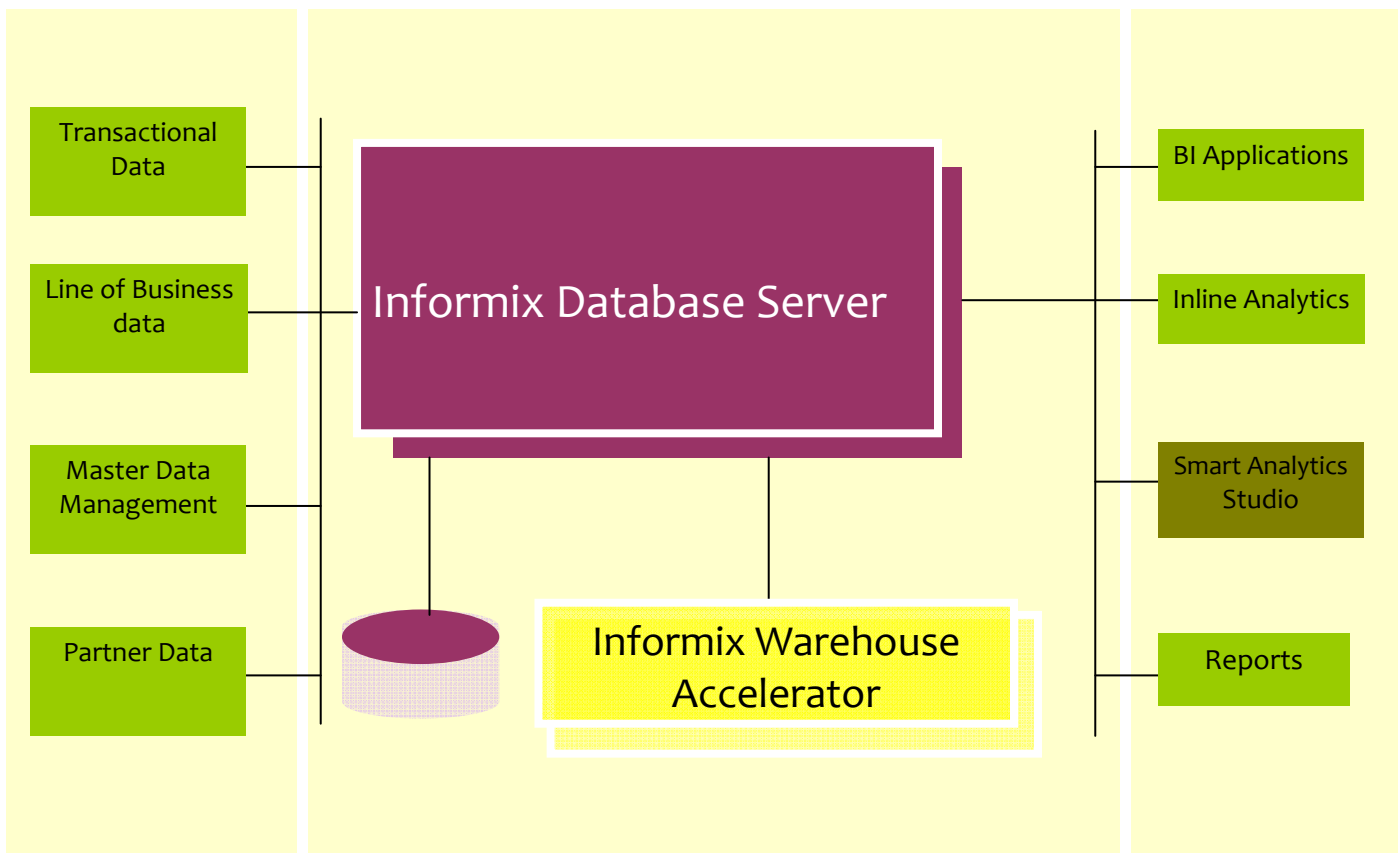 Transactional
Data
Line of Business
data
Master Data
Management
Partner Data
Informix Database Server
Informix Warehouse
Accelerator
BI Applications
Inline Analytics
Smart Analytics
Studio
Reports